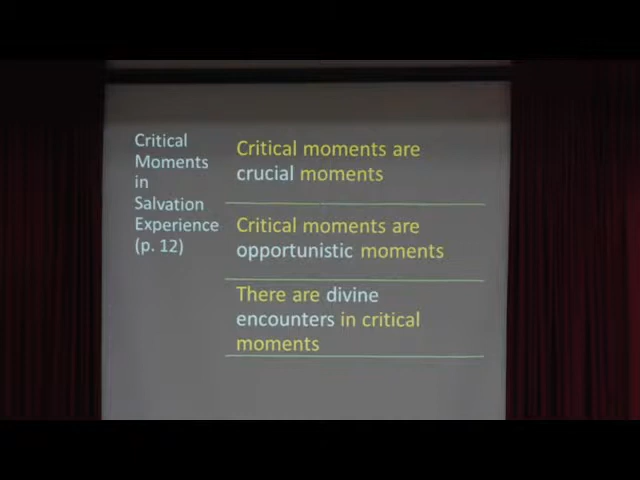 Critical
Moments
in
Salvation
Experience
(p. 12)
Critical moments are
crucial moments
Critical moments are
opportunistic moments
There are divine
encounters in critical
moments